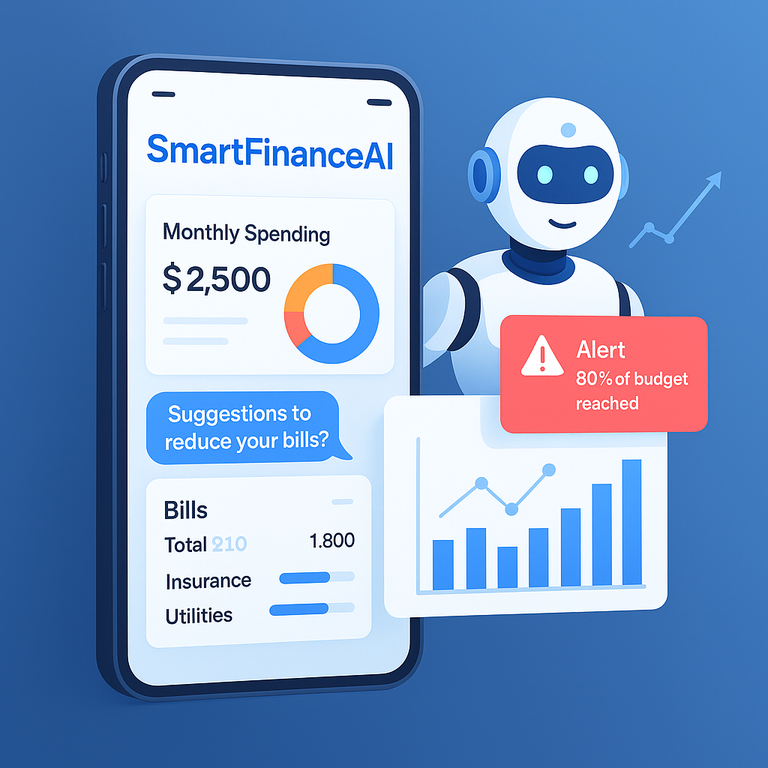 SmartFinanceAI
Monthly Spending
$2,500
Suggestions to
reduce your bills?
Bills
Total 210 1.800
Insurance
Utilities
Alert
80% of budget
reached